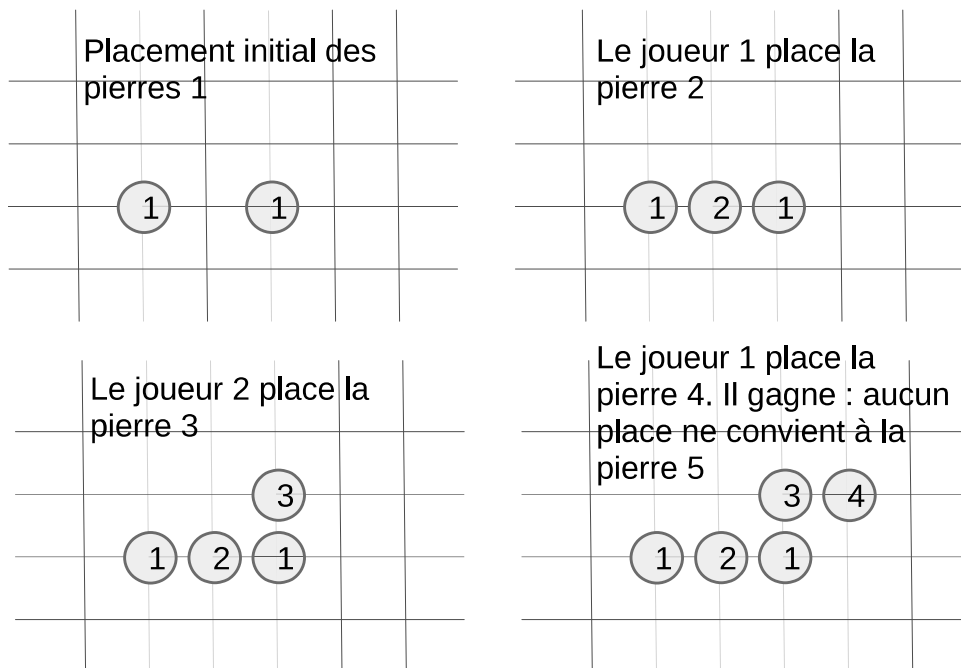 Placement initial des
pierres 1
1 1
Le joueur 1 place la
pierre 2
1 2 1
Le joueur 2 place la
pierre 3
3
1 2 1
Le joueur 1 place la
pierre 4. Il gagne : aucun
place ne convient à la
pierre 5
3 4
1 2 1